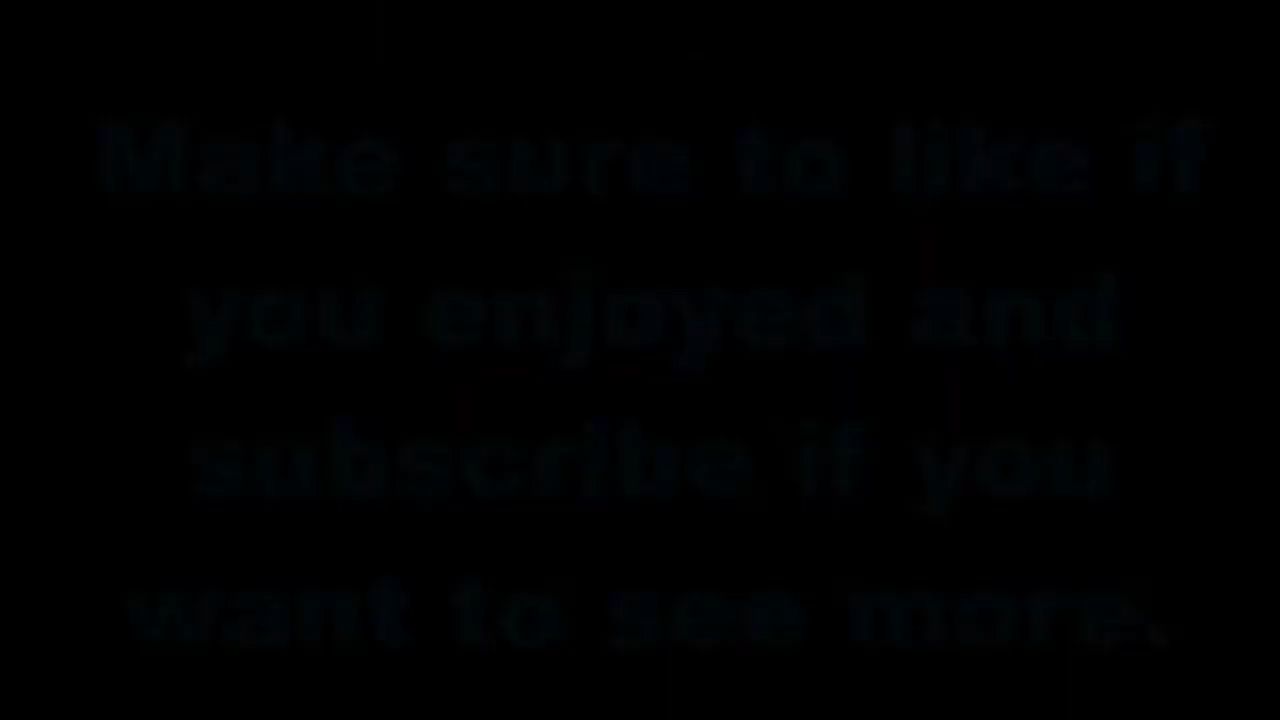 Make sure to like if
you enjoyed and
subscribe if you
want to see more.